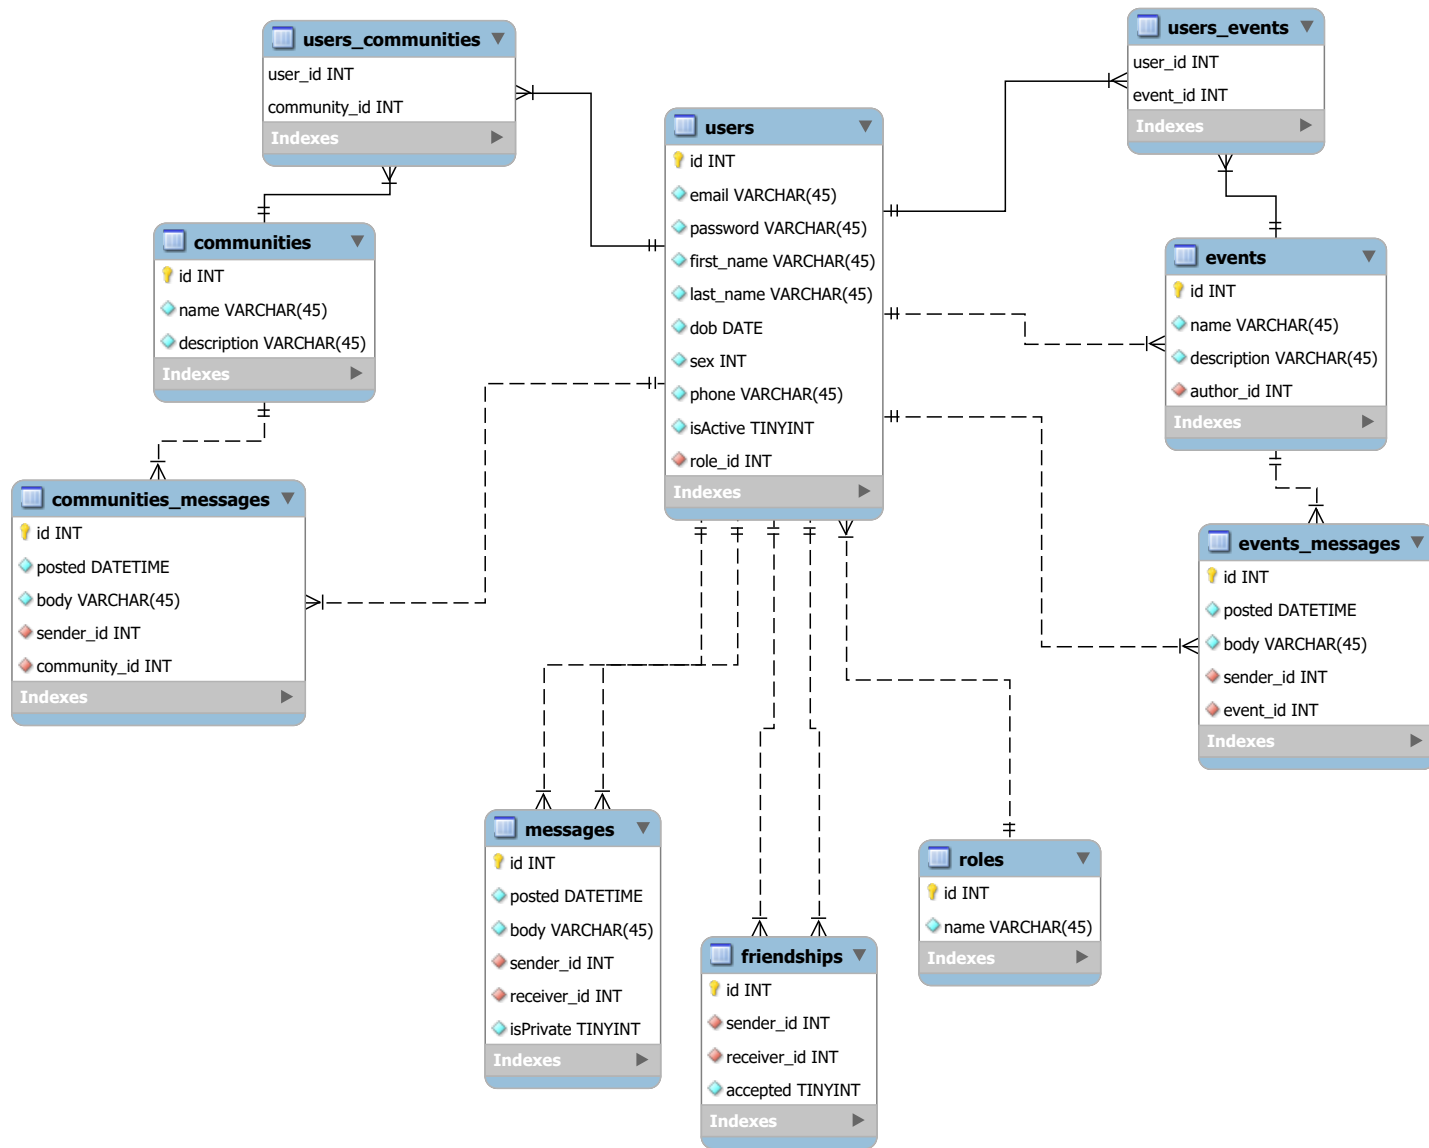 users_communities
user_id INT
community_id INT
Indexes
users_events
user_id INT
event_id INT
Indexes
users
id INT
email VARCHAR(45)
password VARCHAR(45)
first_name VARCHAR(45)
last_name VARCHAR(45)
dob DATE
sex INT
phone VARCHAR(45)
isActive TINYINT
role_id INT
Indexes
communities
id INT
name VARCHAR(45)
description VARCHAR(45)
Indexes
events
id INT
name VARCHAR(45)
description VARCHAR(45)
author_id INT
Indexes
communities_messages
id INT
posted DATETIME
body VARCHAR(45)
sender_id INT
community_id INT
Indexes
events_messages
id INT
posted DATETIME
body VARCHAR(45)
sender_id INT
event_id INT
Indexes
messages
id INT
posted DATETIME
body VARCHAR(45)
sender_id INT
receiver_id INT
isPrivate TINYINT
Indexes
friendships
id INT
sender_id INT
receiver_id INT
accepted TINYINT
Indexes
roles
id INT
name VARCHAR(45)
Indexes